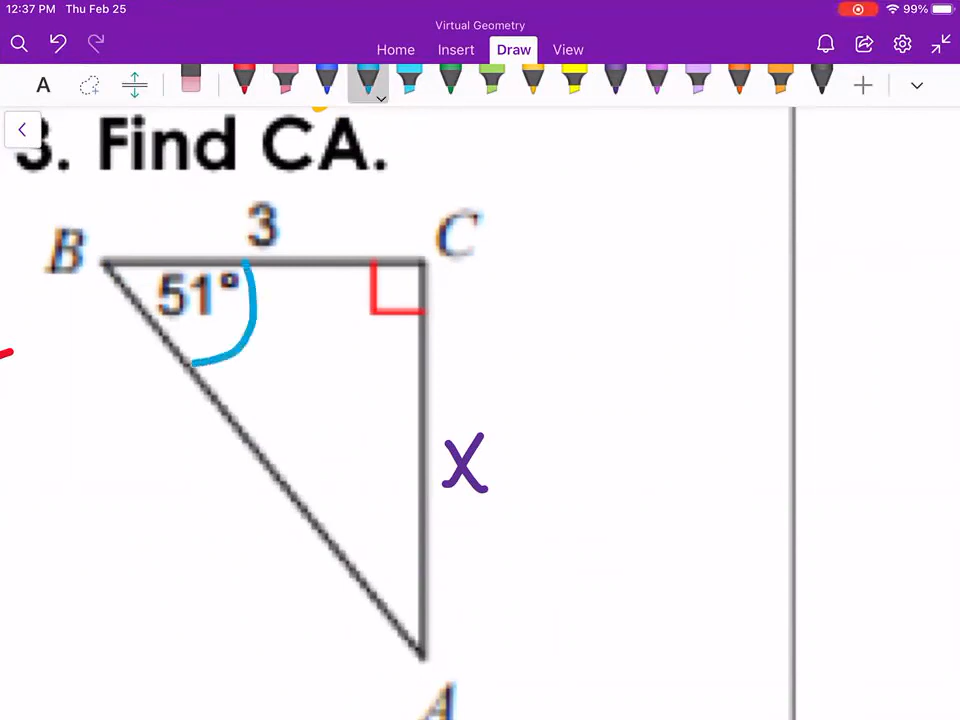 12:37 PM Thu Feb 25
99%
Virtual Geometry
Home Insert Draw View
A
3. Find CA.
B 3 C
51°
X
A